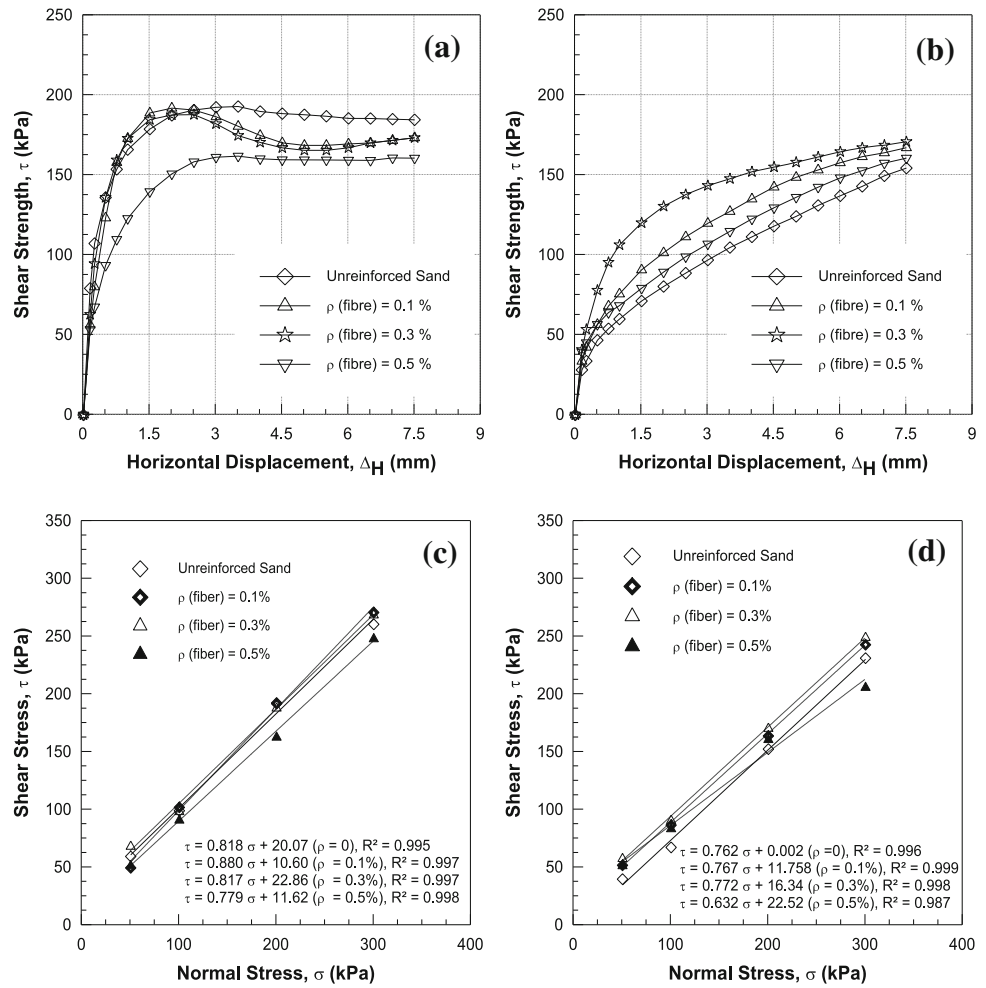 (a)
250
200
150
100
50
0
Shear Strength, τ (kPa)
Unreinforced Sand
ρ (fibre) = 0.1 %
ρ (fibre) = 0.3 %
ρ (fibre) = 0.5 %
0 1.5 3 4.5 6 7.5 9
Horizontal Displacement, ΔH (mm)
(b)
250
200
150
100
50
0
Shear Strength, τ (kPa)
Unreinforced Sand
ρ (fibre) = 0.1 %
ρ (fibre) = 0.3 %
ρ (fibre) = 0.5 %
0 1.5 3 4.5 6 7.5 9
Horizontal Displacement, ΔH (mm)
(c)
350
300
250
200
150
100
50
0
Shear Stress, τ (kPa)
Unreinforced Sand
ρ (fiber) = 0.1%
ρ (fiber) = 0.3%
ρ (fiber) = 0.5%
τ = 0.818 σ + 20.07 (ρ = 0), R² = 0.995
τ = 0.880 σ + 10.60 (ρ = 0.1%), R² = 0.997
τ = 0.817 σ + 22.86 (ρ = 0.3%), R² = 0.997
τ = 0.779 σ + 11.62 (ρ = 0.5%), R² = 0.998
0 100 200 300 400
Normal Stress, σ (kPa)
(d)
350
300
250
200
150
100
50
0
Shear Stress, τ (kPa)
Unreinforced Sand
ρ (fiber) = 0.1%
ρ (fiber) = 0.3%
ρ (fiber) = 0.5%
τ = 0.762 σ + 0.002 (ρ =0), R² = 0.996
τ = 0.767 σ + 11.758 (ρ = 0.1%), R² = 0.999
τ = 0.772 σ + 16.34 (ρ = 0.3%), R² = 0.998
τ = 0.632 σ + 22.52 (ρ = 0.5%), R² = 0.987
0 100 200 300 400
Normal Stress, σ (kPa)